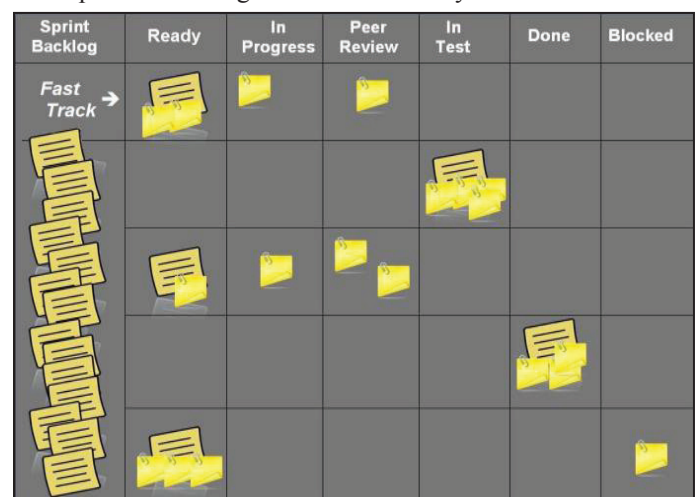 Sprint
Backlog
Ready
In
Progress
Peer
Review
In
Test
Done
Blocked
Fast
Track →